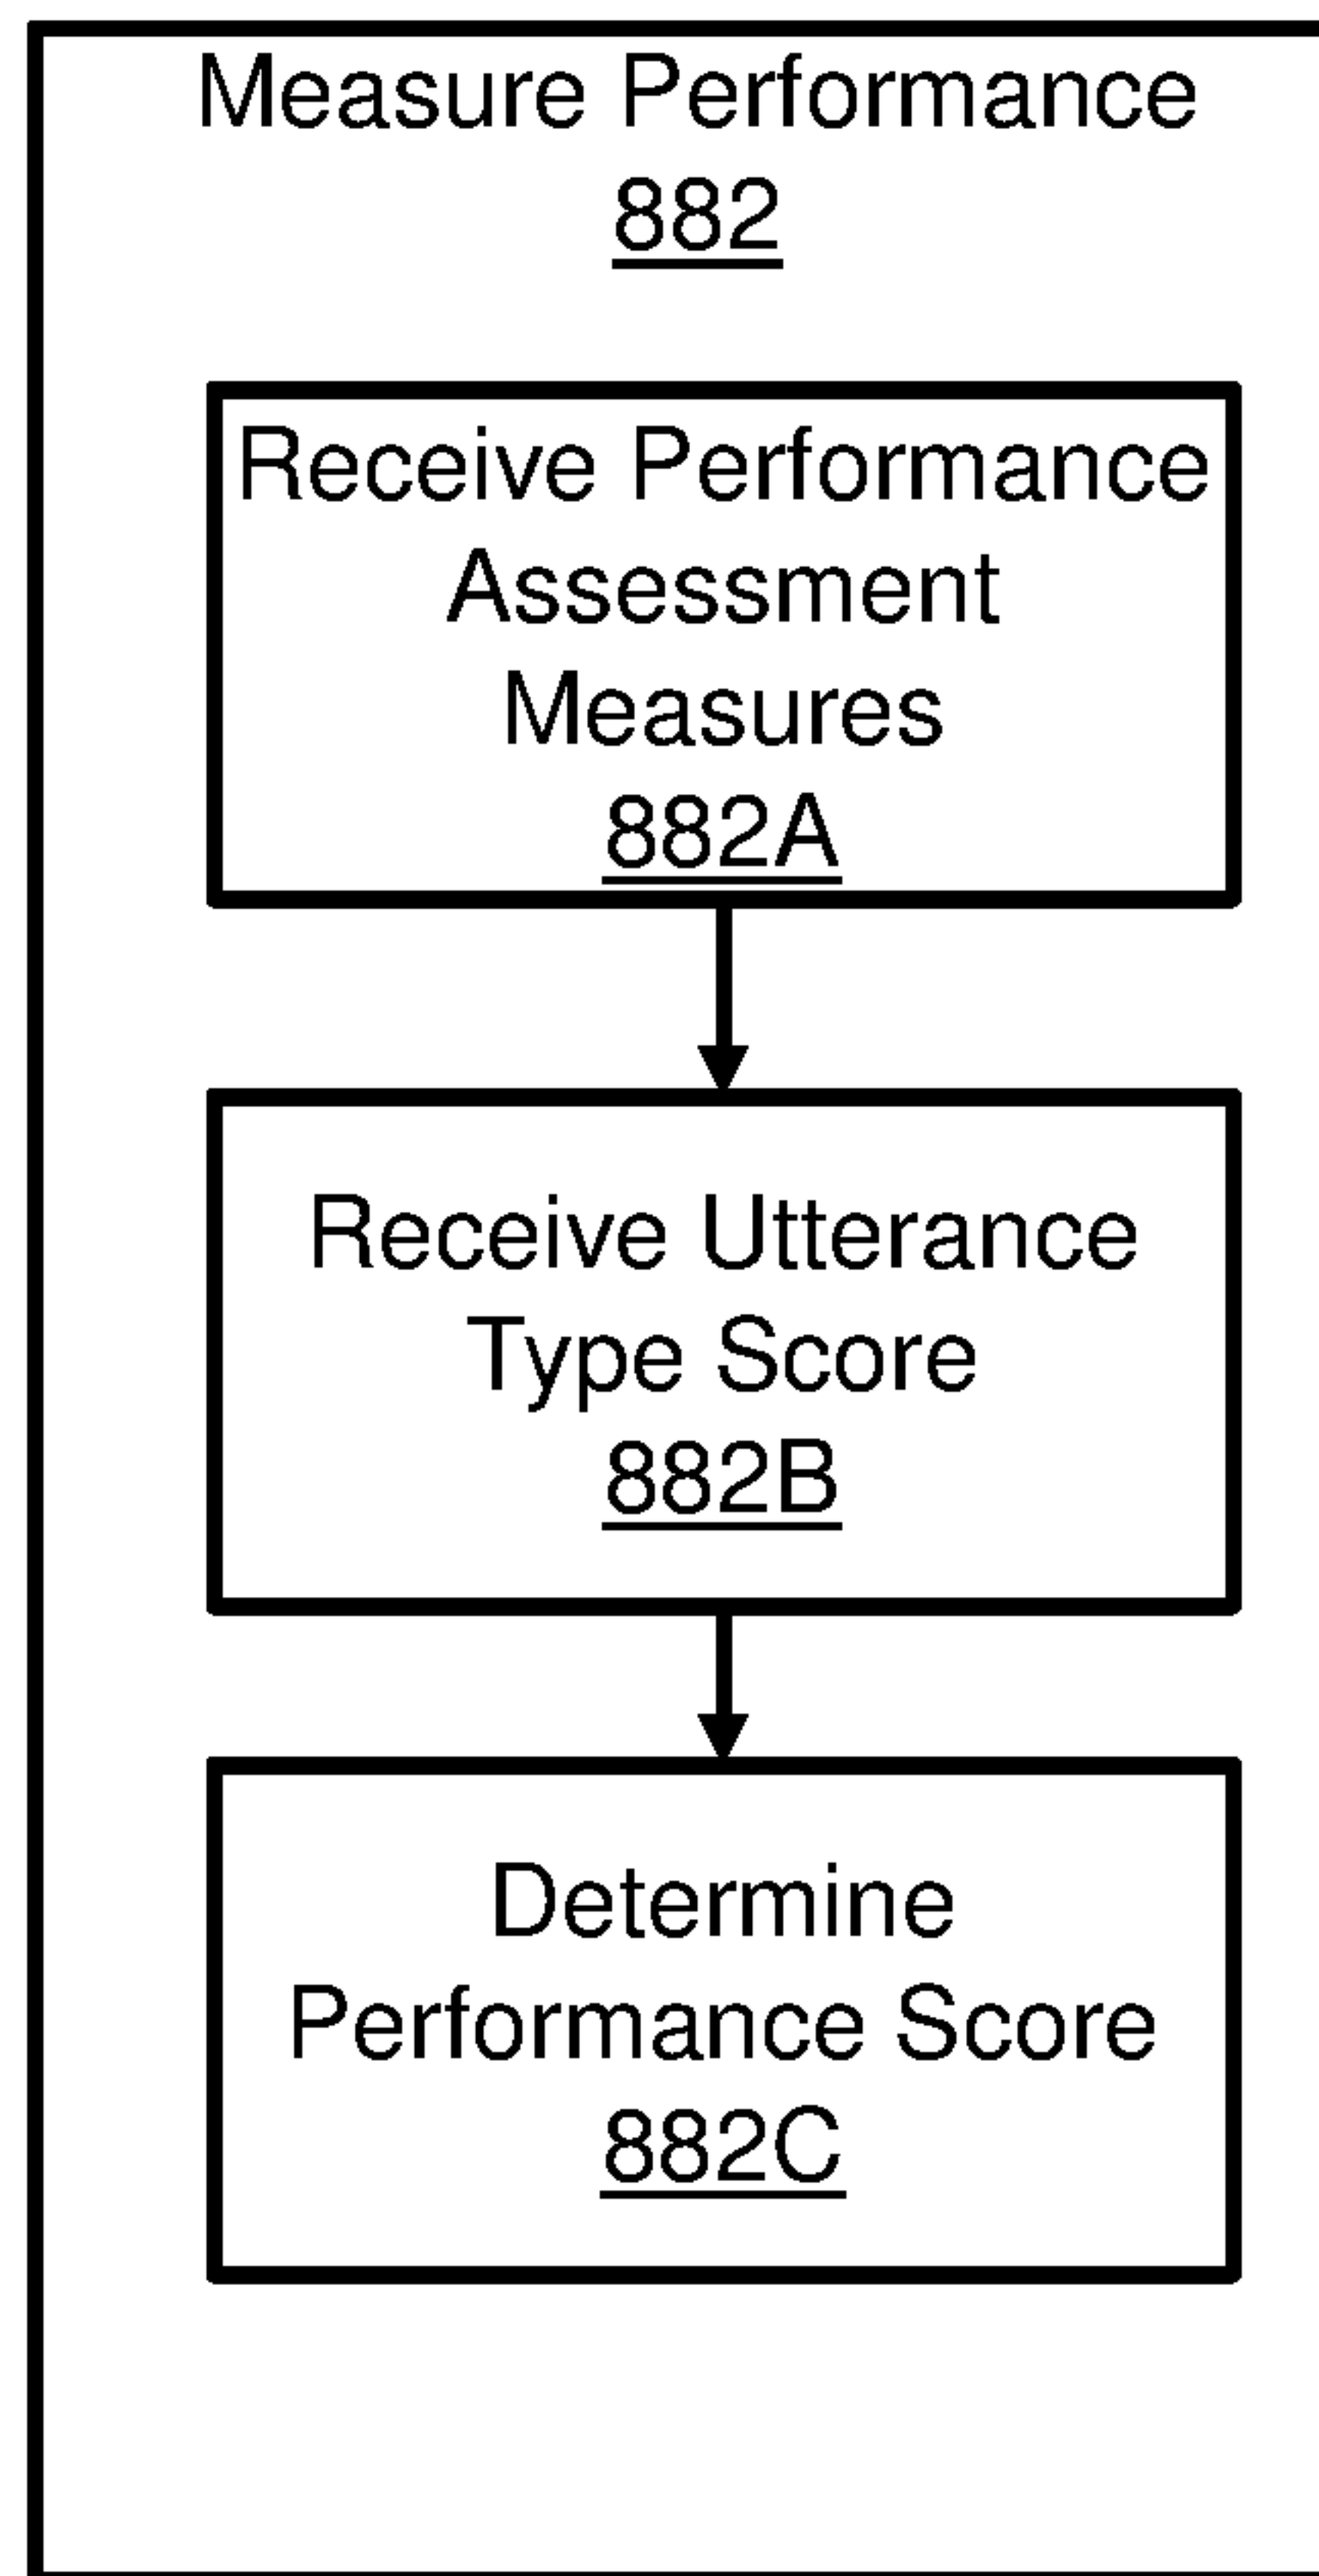 Measure Performance
882
Receive Performance
Assessment
Measures
882A
Receive Utterance
Type Score
882B
Determine
Performance Score
882C